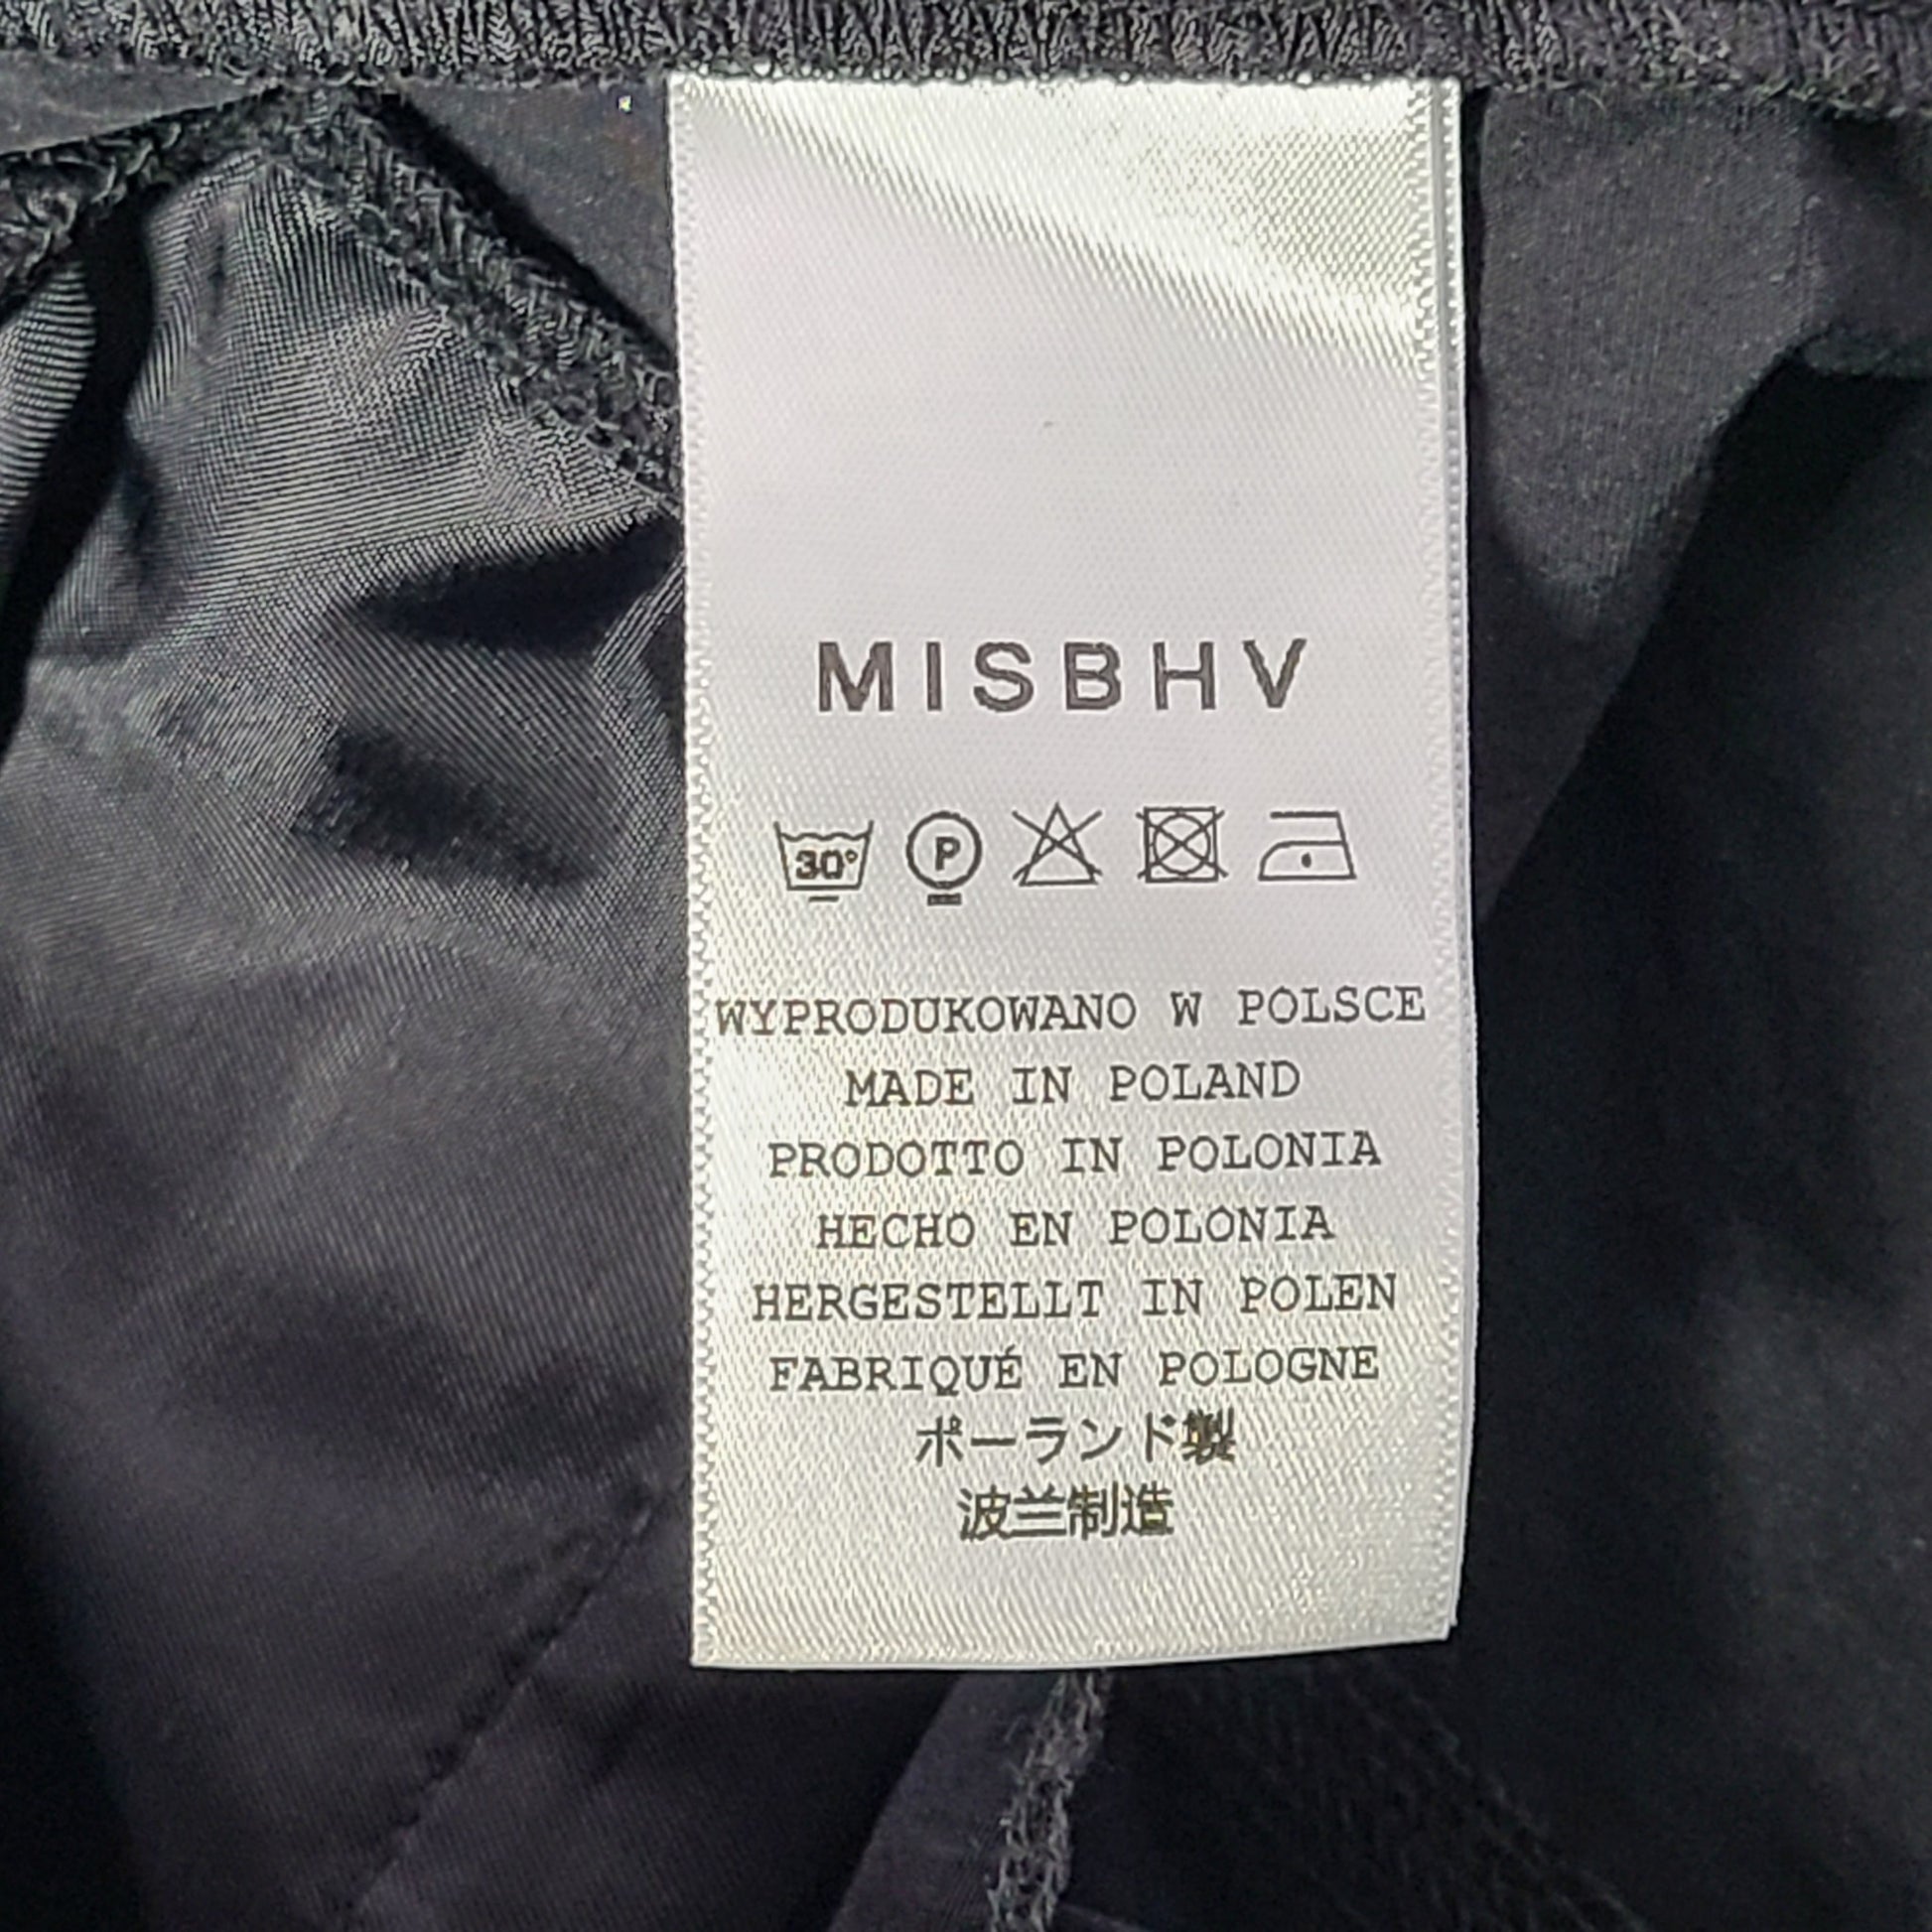 MISBHV
30°
P
WYPRODUKOWANO W POLSCE
MADE IN POLAND
PRODOTTO IN POLONIA
HECHO EN POLONIA
HERGESTELLT IN POLEN
FABRIQUÉ EN POLOGNE
ポーランド製
波兰制造